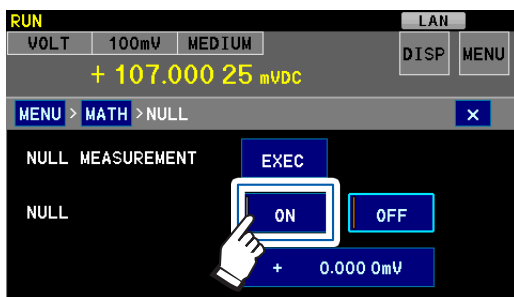 RUN LAN
VOLT 100mV MEDIUM DISP MENU
+ 107.000 25 mVDC
MENU > MATH > NULL ×
NULL MEASUREMENT EXEC
NULL ON OFF
+ 0.000 0mV